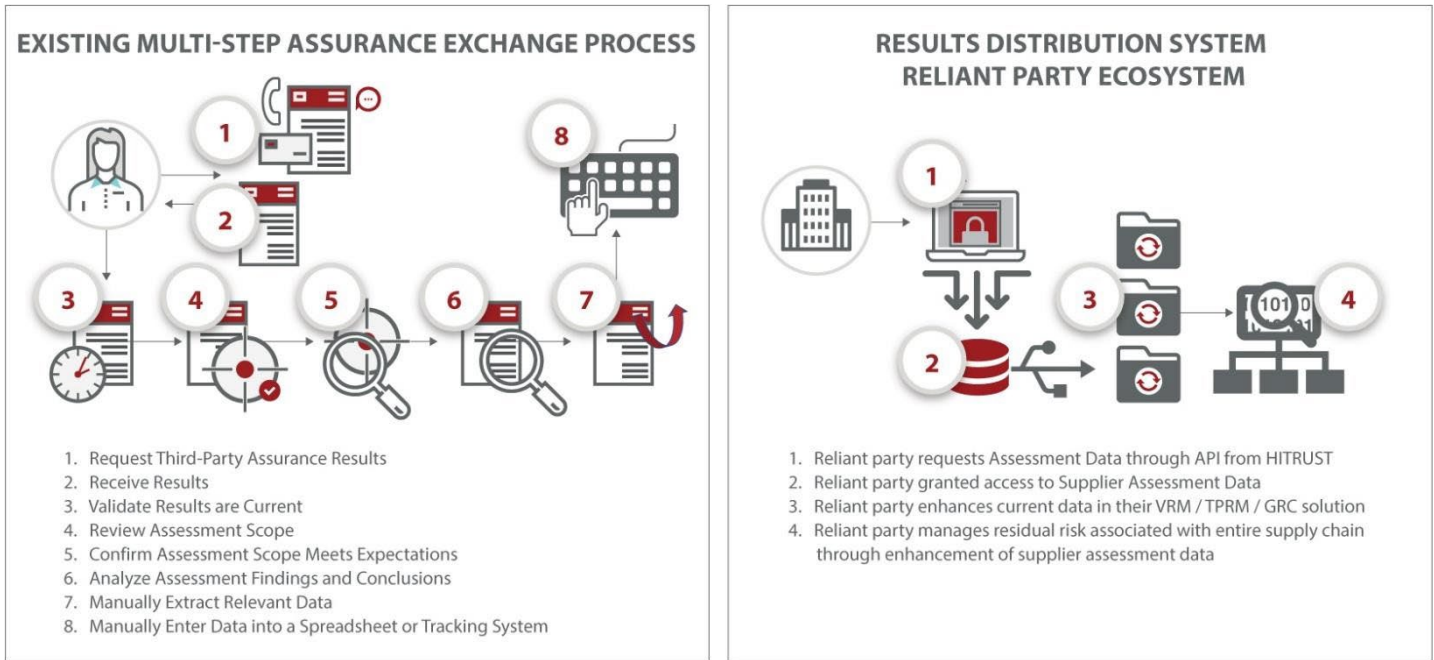 EXISTING MULTI-STEP ASSURANCE EXCHANGE PROCESS
1
2
3
4
5
6
7
8
1. Request Third-Party Assurance Results
2. Receive Results
3. Validate Results are Current
4. Review Assessment Scope
5. Confirm Assessment Scope Meets Expectations
6. Analyze Assessment Findings and Conclusions
7. Manually Extract Relevant Data
8. Manually Enter Data into a Spreadsheet or Tracking System
RESULTS DISTRIBUTION SYSTEM
RELIANT PARTY ECOSYSTEM
1
2
3
101
4
1. Reliant party requests Assessment Data through API from HITRUST
2. Reliant party granted access to Supplier Assessment Data
3. Reliant party enhances current data in their VRM / TPRM / GRC solution
4. Reliant party manages residual risk associated with entire supply chain
through enhancement of supplier assessment data